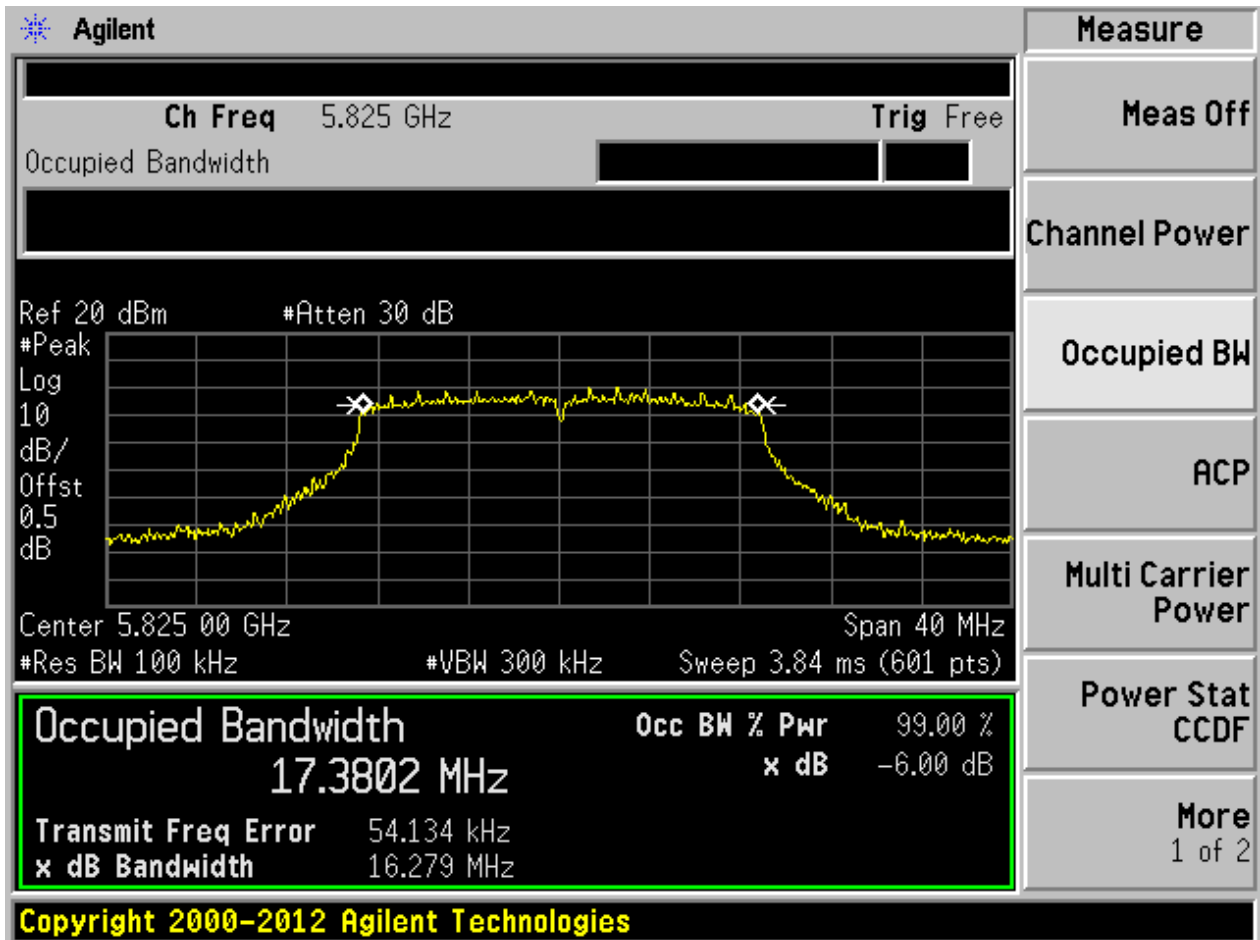 Agilent
Measure
Ch Freq 5.825 GHz Trig Free
Occupied Bandwidth
Meas Off
Channel Power
Occupied BW
ACP
Multi Carrier
Power
Power Stat
CCDF
More
1 of 2
Ref 20 dBm #Atten 30 dB
#Peak
Log
10
dB/
Offst
0.5
dB
Center 5.825 00 GHz Span 40 MHz
#Res BW 100 kHz #VBW 300 kHz Sweep 3.84 ms (601 pts)
Occupied Bandwidth Occ BW % Pwr 99.00 %
17.3802 MHz x dB -6.00 dB
Transmit Freq Error 54.134 kHz
x dB Bandwidth 16.279 MHz
Copyright 2000-2012 Agilent Technologies